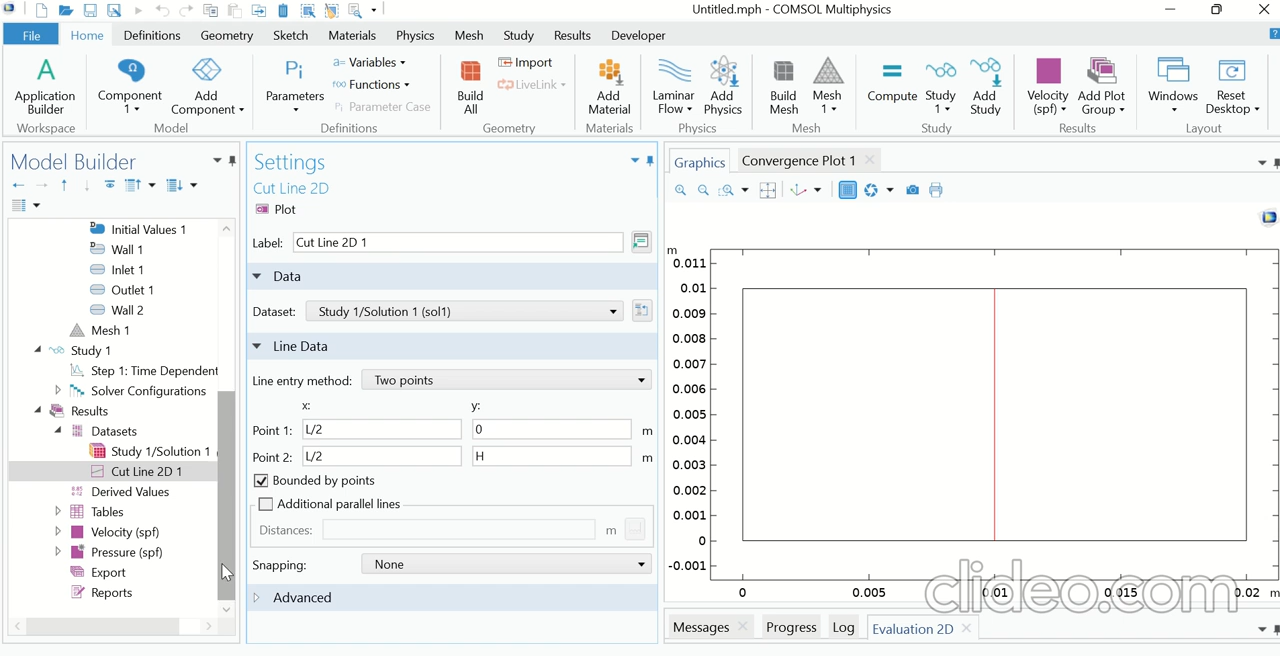 Untitled.mph - COMSOL Multiphysics
File Home Definitions Geometry Sketch Materials Physics Mesh Study Results Developer
Application Builder
Workspace
Component 1
Add Component
Model
Pi
Parameters
a= Variables
f(x) Functions
Pi Parameter Case
Definitions
Build All
Import
LiveLink
Geometry
Add Material
Materials
Laminar Flow
Add Physics
Physics
Build Mesh
Mesh 1
Mesh
Compute
Study 1
Add Study
Study
Velocity (spf)
Add Plot Group
Results
Windows
Reset Desktop
Layout
Model Builder
Initial Values 1
Wall 1
Inlet 1
Outlet 1
Wall 2
Mesh 1
Study 1
Step 1: Time Dependent
Solver Configurations
Results
Datasets
Study 1/Solution 1
Cut Line 2D 1
Derived Values
Tables
Velocity (spf)
Pressure (spf)
Export
Reports
Settings
Cut Line 2D
Plot
Label: Cut Line 2D 1
Data
Dataset: Study 1/Solution 1 (sol1)
Line Data
Line entry method: Two points
x: y:
Point 1: L/2 0 m
Point 2: L/2 H m
Bounded by points
Additional parallel lines
Distances: m
Snapping: None
Advanced
Graphics Convergence Plot 1
m
0.011
0.01
0.009
0.008
0.007
0.006
0.005
0.004
0.003
0.002
0.001
0
-0.001
0 0.005 0.01 0.015 0.02 m
clideo.com
Messages Progress Log Evaluation 2D